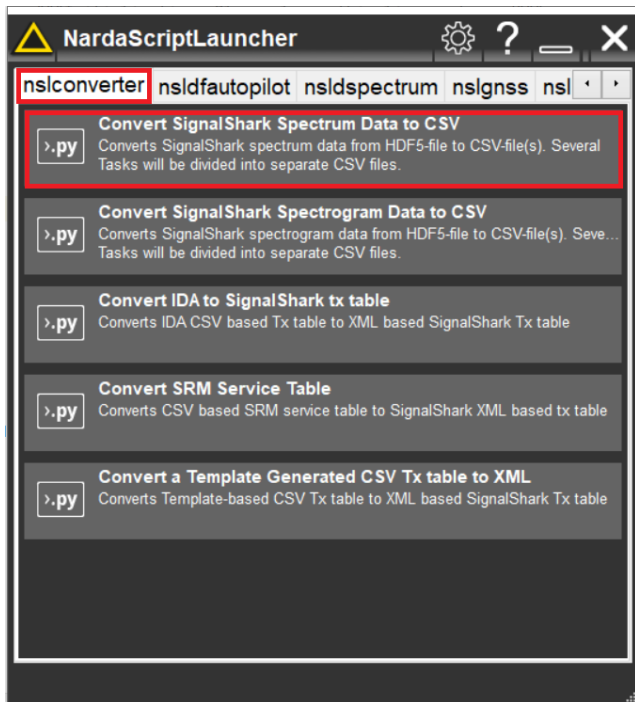 NardaScriptLauncher ?
nslconverter nsldfautopilot nsldspectrum nslgnss nsl
Convert SignalShark Spectrum Data to CSV
>.py Converts SignalShark spectrum data from HDF5-file to CSV-file(s). Several
Tasks will be divided into separate CSV files.
Convert SignalShark Spectrogram Data to CSV
>.py Converts SignalShark spectrogram data from HDF5-file to CSV-file(s). Seve...
Tasks will be divided into separate CSV files.
Convert IDA to SignalShark tx table
>.py Converts IDA CSV based Tx table to XML based SignalShark Tx table
Convert SRM Service Table
>.py Converts CSV based SRM service table to SignalShark XML based tx table
Convert a Template Generated CSV Tx table to XML
>.py Converts Template-based CSV Tx table to XML based SignalShark Tx table